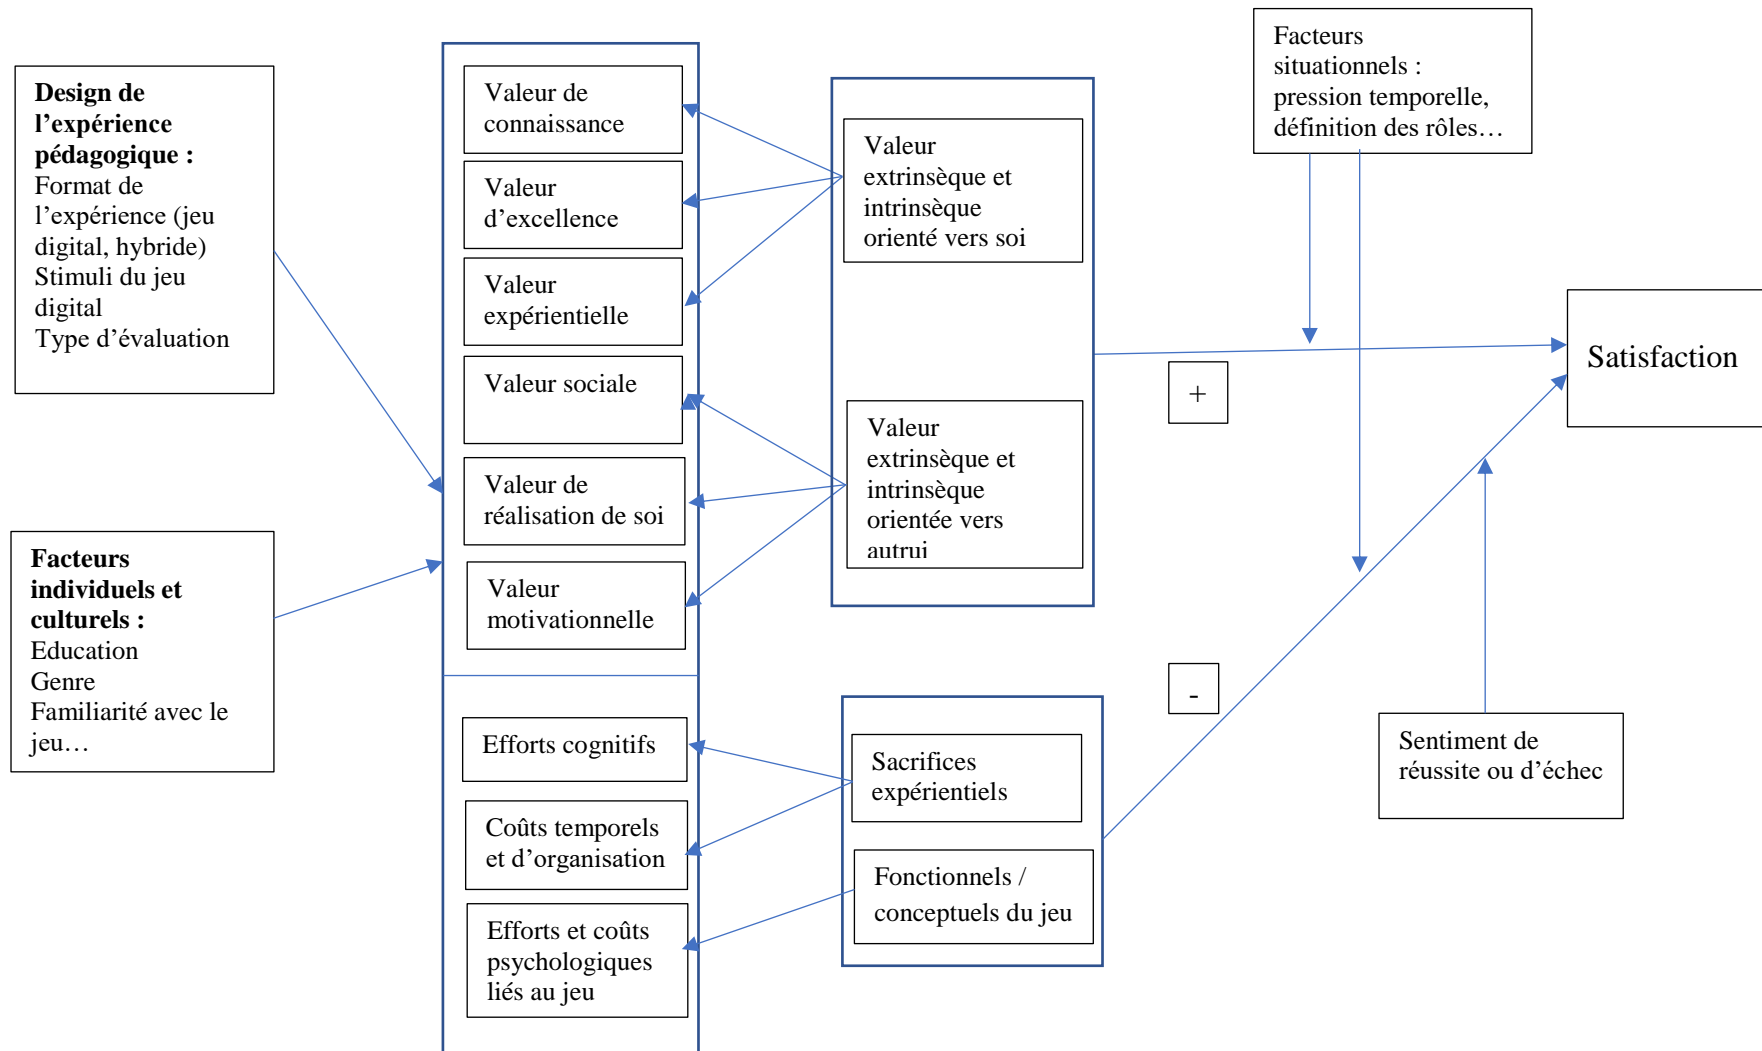 Design de
l’expérience
pédagogique :
Format de
l’expérience (jeu
digital, hybride)
Stimuli du jeu
digital
Type d’évaluation
Facteurs
individuels et
culturels :
Education
Genre
Familiarité avec le
jeu…
Valeur de
connaissance
Valeur
d’excellence
Valeur
expérientielle
Valeur sociale
Valeur de
réalisation de soi
Valeur
motivationnelle
Efforts cognitifs
Coûts temporels
et d’organisation
Efforts et coûts
psychologiques
liés au jeu
Valeur
extrinsèque et
intrinsèque
orienté vers soi
Valeur
extrinsèque et
intrinsèque
orientée vers
autrui
Sacrifices
expérientiels
Fonctionnels /
conceptuels du jeu
Facteurs
situationnels :
pression temporelle,
définition des rôles…
+
-
Satisfaction
Sentiment de
réussite ou d’échec